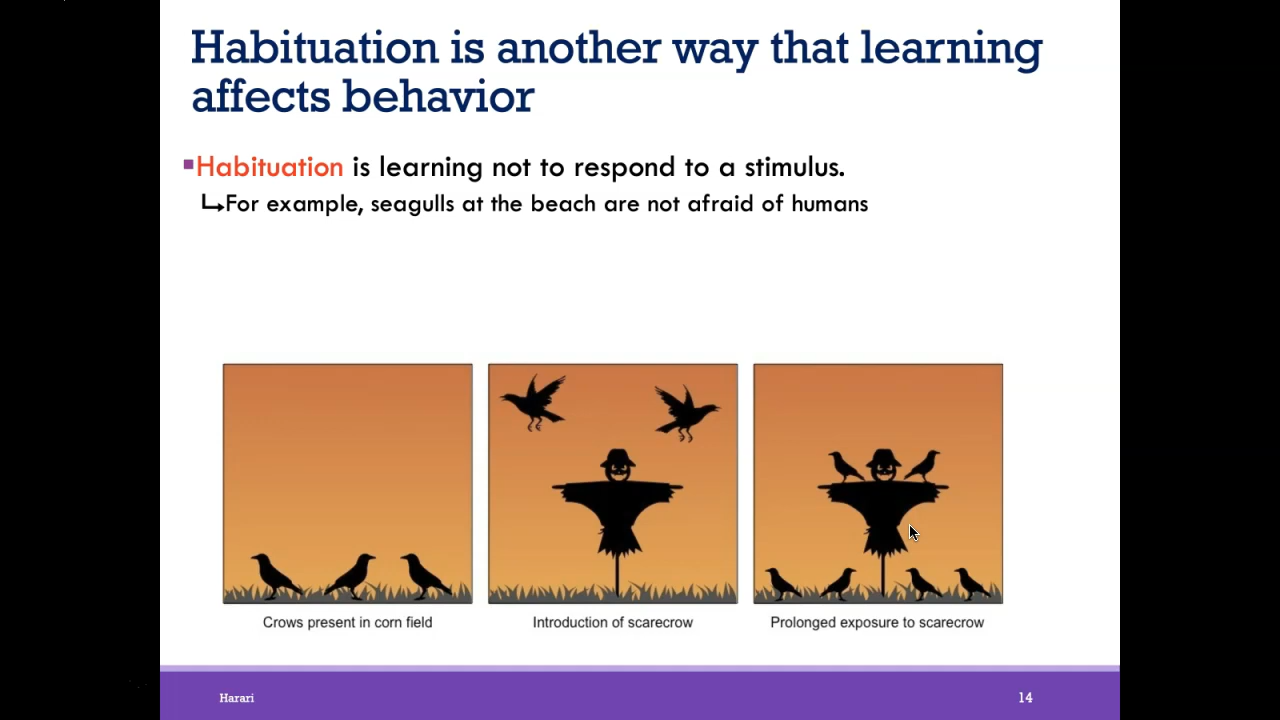 Habituation is another way that learning
affects behavior
Habituation is learning not to respond to a stimulus.
For example, seagulls at the beach are not afraid of humans
Crows present in corn field
Introduction of scarecrow
Prolonged exposure to scarecrow
Harari
14